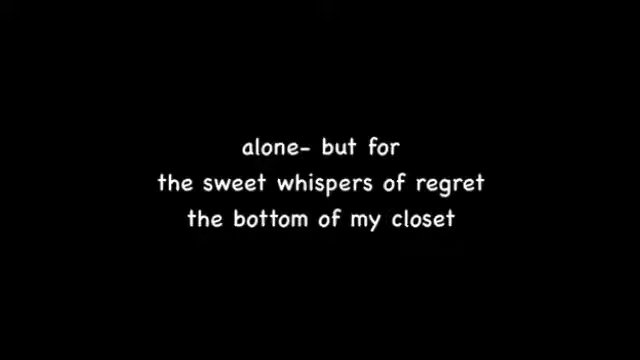 alone- but for
the sweet whispers of regret
the bottom of my closet